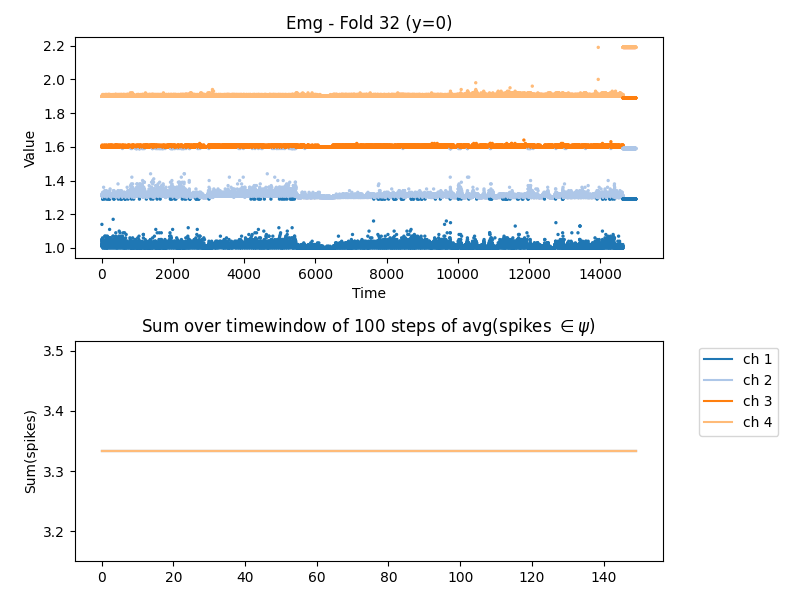 Emg - Fold 32 (y=0)
2.2
2.0
1.8
1.6
1.4
1.2
1.0
Value
0 2000 4000 6000 8000 10000 12000 14000
Time
Sum over timewindow of 100 steps of avg(spikes ∈ψ)
3.5
3.4
3.3
3.2
Sum(spikes)
0 20 40 60 80 100 120 140
ch 1
ch 2
ch 3
ch 4